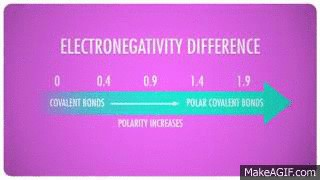 ELECTRONEGATIVITY DIFFERENCE
0 0.4 0.9 1.4 1.9
COVALENT BONDS POLAR COVALENT BONDS
POLARITY INCREASES
MakeAGIF.com